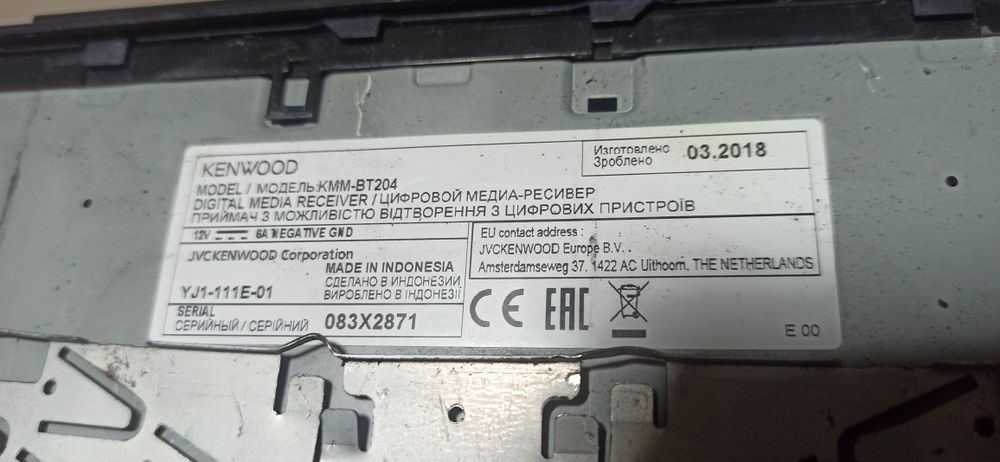 KENWOOD
Изготовлено
Зроблено
03.2018
MODEL / МОДЕЛЬ:KMM-BT204
DIGITAL MEDIA RECEIVER / ЦИФРОВОЙ МЕДИА-РЕСИВЕР
ПРИЙМАЧ З МОЖЛИВІСТЮ ВІДТВОРЕННЯ З ЦИФРОВИХ ПРИСТРОЇВ
12V 6A NEGATIVE GND
JVCKENWOOD Corporation
MADE IN INDONESIA
СДЕЛАНО В ИНДОНЕЗИИ
ВИРОБЛЕНО В ІНДОНЕЗІЇ
YJ1-111E-01
SERIAL
СЕРИЙНЫЙ / СЕРІЙНИЙ 083X2871
EU contact address :
JVCKENWOOD Europe B.V.
Amsterdamseweg 37, 1422 AC Uithoorn, THE NETHERLANDS
CE EAC
E 00